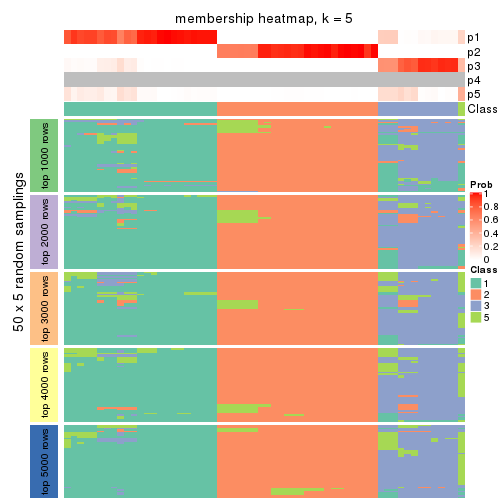 membership heatmap, k = 5
p1
p2
p3
p4
p5
Class
50 x 5 random samplings
top 1000 rows
top 2000 rows
top 3000 rows
top 4000 rows
top 5000 rows
Prob
1
0.8
0.6
0.4
0.2
0
Class
1
2
3
5